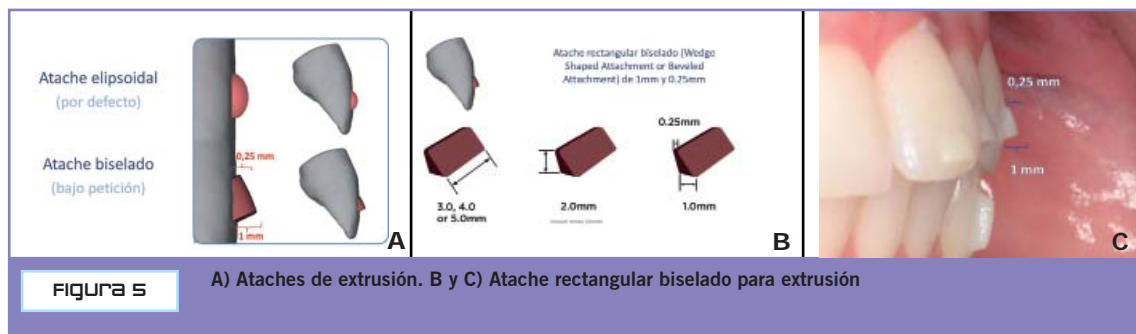 Atache elipsoidal
(por defecto)
Atache biselado
(bajo petición)
0,25 mm
1 mm
A
Atache rectangular biselado (Wedge
Shaped Attachment or Beveled
Attachment) de 1mm y 0.25mm
0.25mm
3.0, 4.0
or 5.0mm
2.0mm
1.0mm
B
0,25 mm
1 mm
C
Figura 5
A) Ataches de extrusión. B y C) Atache rectangular biselado para extrusión